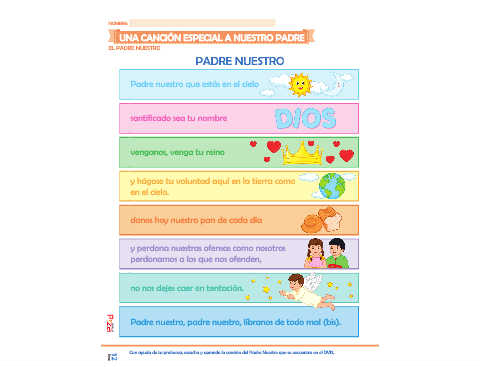 NOMBRE:
UNA CANCIÓN ESPECIAL A NUESTRO PADRE
EL PADRE NUESTRO
PADRE NUESTRO
Padre nuestro que estás en el cielo
santificado sea tu nombre
DIOS
venganos, venga tu reino
y hágase tu voluntad aquí en la tierra como
en el cielo.
danos hoy nuestro pan de cada día
y perdona nuestras ofensas como nosotros
perdonamos a los que nos ofenden,
no nos dejes caer en tentación.
Padre nuestro, padre nuestro, líbranos de todo mal (bis).
Con ayuda de tu profesora, escucha y aprende la canción del Padre Nuestro que se encuentra en el DVD.